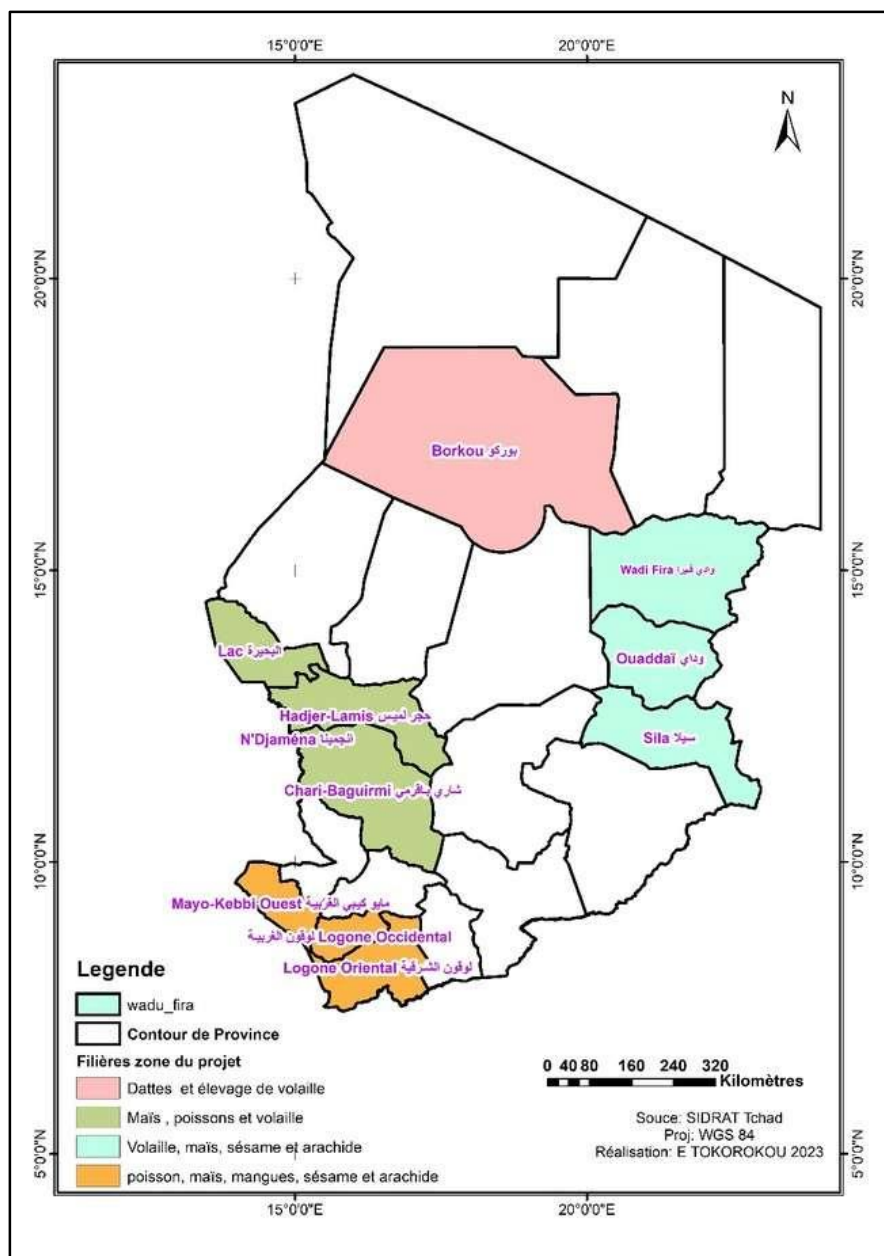 15°0'0"E 20°0'0"E
N
20°0'0"N 20°0'0"N
Borkou بوركو
15°0'0"N 15°0'0"N
Wadi Fira وادي فيرا
Lac البحيرة
Ouaddaï وداي
Hadjer-Lamis حجر لميس
N'Djaména انجمينا
Sila سيلا
Chari-Baguirmi شاري باقرمي
10°0'0"N 10°0'0"N
Mayo-Kebbi Ouest مايو كيبي الغربية
لوقون الغربية Logone Occidental
Logone Oriental لوقون الشرقية
Legende
wadu_fira
Contour de Province
Filières zone du projet
Dattes et élevage de volaille
Maïs , poissons et volaille
Volaille, maïs, sésame et arachide
poisson, maïs, mangues, sésame et arachide
0 40 80 160 240 320
Kilomètres
Souce: SIDRAT Tchad
Proj: WGS 84
Réalisation: E TOKOROKOU 2023
5°0'0"N 5°0'0"N
15°0'0"E 20°0'0"E